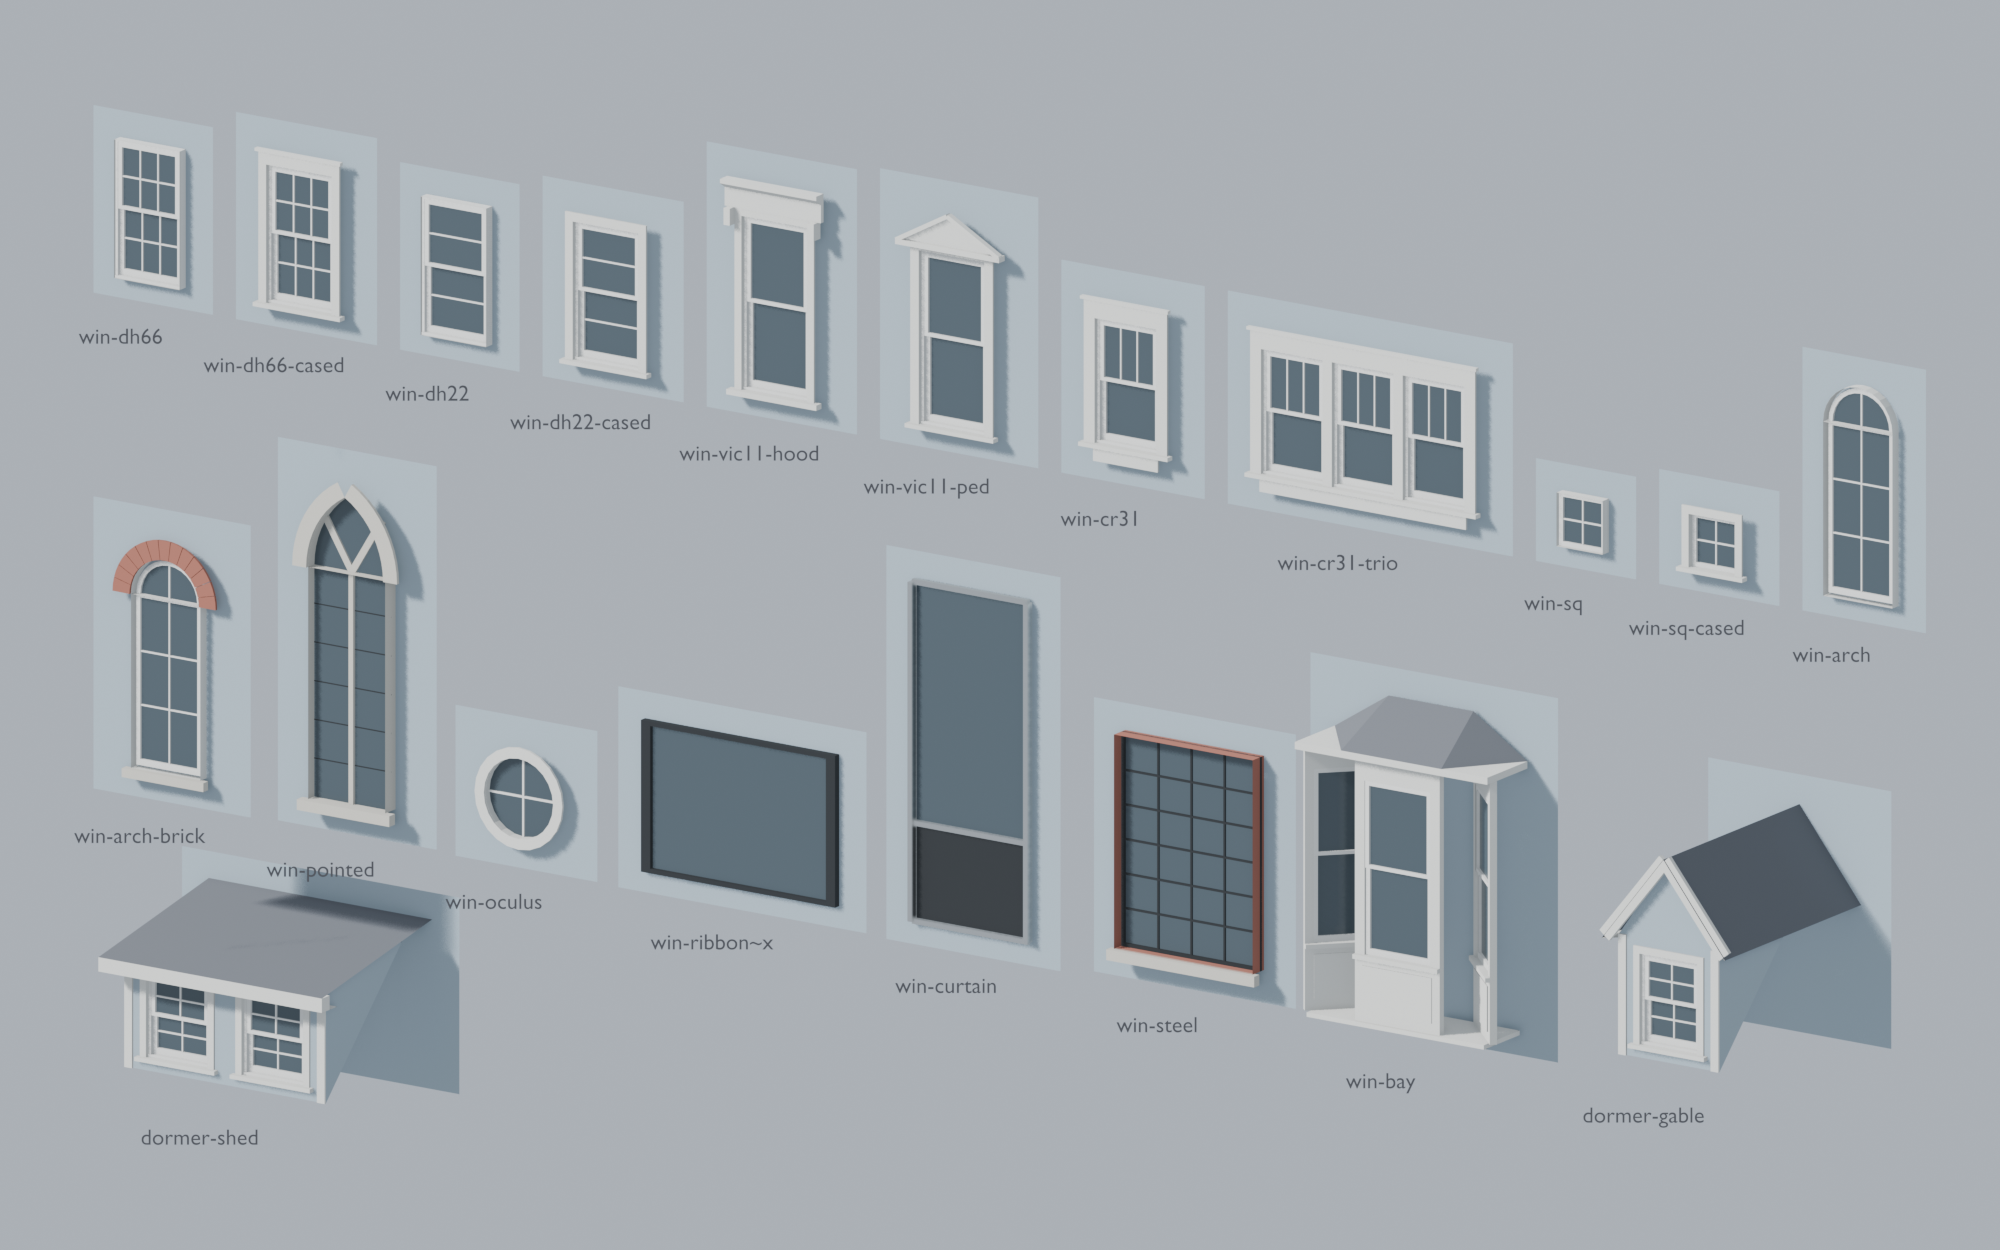 win-dh66
win-dh66-cased
win-dh22
win-dh22-cased
win-vic11-hood
win-vic11-ped
win-cr31
win-cr31-trio
win-sq
win-sq-cased
win-arch
win-arch-brick
win-pointed
win-oculus
win-ribbon~x
win-curtain
win-steel
win-bay
dormer-gable
dormer-shed